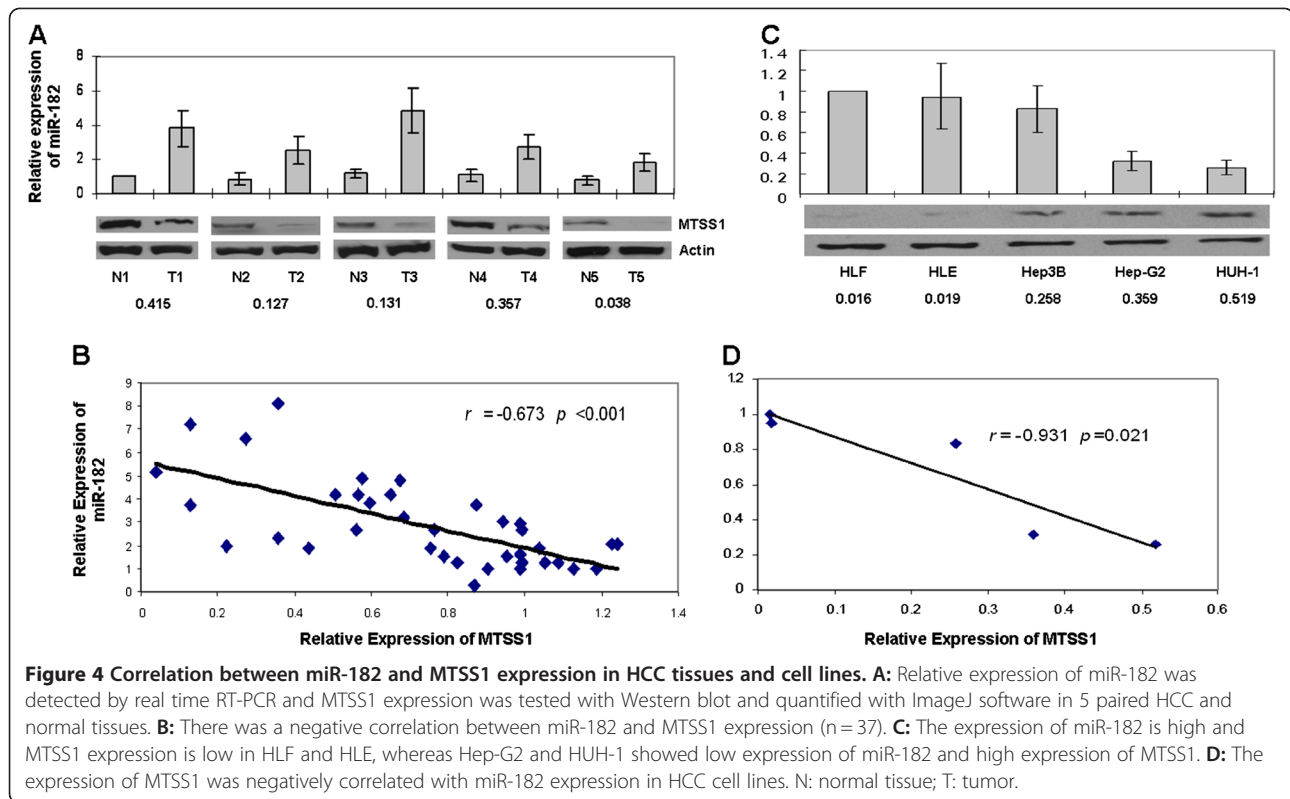 A
C
Relative expression
of miR-182
8
6
4
2
0
1.4
1.2
1.0
0.8
0.6
0.4
0.2
0
MTSS1
Actin
N1 T1 N2 T2 N3 T3 N4 T4 N5 T5
0.415 0.127 0.131 0.357 0.038
HLF HLE Hep3B Hep-G2 HUH-1
0.016 0.019 0.258 0.359 0.519
B
Relative Expression of
miR-182
9
8
7
6
5
4
3
2
1
0
r =-0.673 p <0.001
0 0.2 0.4 0.6 0.8 1 1.2 1.4
Relative Expression of MTSS1
D
1.2
1
0.8
0.6
0.4
0.2
0
r=-0.931 p=0.021
0 0.1 0.2 0.3 0.4 0.5 0.6
Relative Expression of MTSS1
Figure 4 Correlation between miR-182 and MTSS1 expression in HCC tissues and cell lines. A: Relative expression of miR-182 was
detected by real time RT-PCR and MTSS1 expression was tested with Western blot and quantified with ImageJ software in 5 paired HCC and
normal tissues. B: There was a negative correlation between miR-182 and MTSS1 expression (n = 37). C: The expression of miR-182 is high and
MTSS1 expression is low in HLF and HLE, whereas Hep-G2 and HUH-1 showed low expression of miR-182 and high expression of MTSS1. D: The
expression of MTSS1 was negatively correlated with miR-182 expression in HCC cell lines. N: normal tissue; T: tumor.